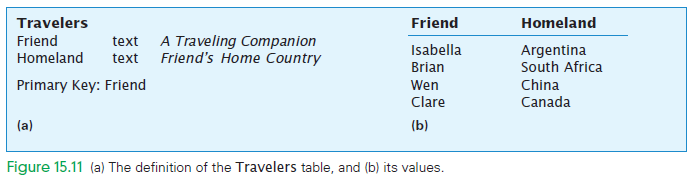 Travelers
Friend text A Traveling Companion
Homeland text Friend's Home Country
Primary Key: Friend
(a)
Friend Homeland
Isabella Argentina
Brian South Africa
Wen China
Clare Canada
(b)
Figure 15.11 (a) The definition of the Travelers table, and (b) its values.